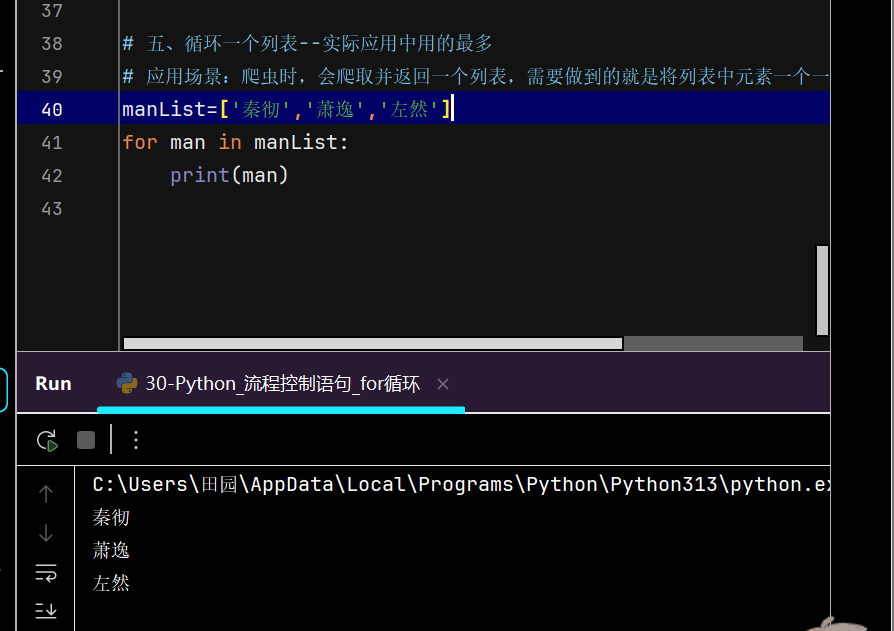 37
38 # 五、循环一个列表--实际应用中用的最多
39 # 应用场景：爬虫时，会爬取并返回一个列表，需要做到的就是将列表中元素一个一
40 manList=['秦彻','萧逸','左然']
41 for man in manList:
42     print(man)
43
Run 30-Python_流程控制语句_for循环
C:\Users\田园\AppData\Local\Programs\Python\Python313\python.ex
秦彻
萧逸
左然